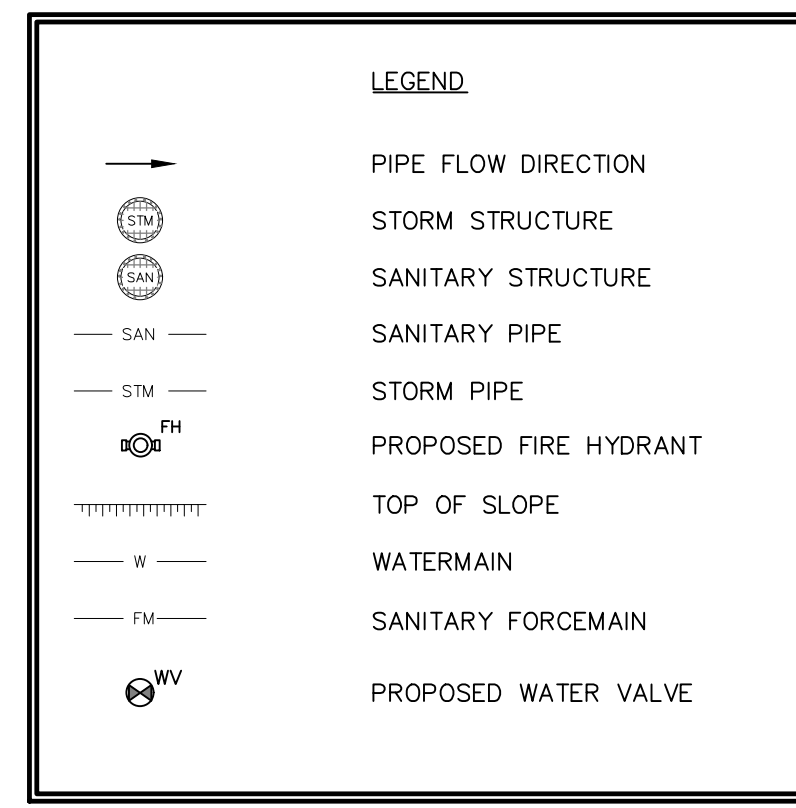 LEGEND
PIPE FLOW DIRECTION
STM STORM STRUCTURE
SAN SANITARY STRUCTURE
SAN SANITARY PIPE
STM STORM PIPE
FH PROPOSED FIRE HYDRANT
TOP OF SLOPE
W WATERMAIN
FM SANITARY FORCEMAIN
WV PROPOSED WATER VALVE